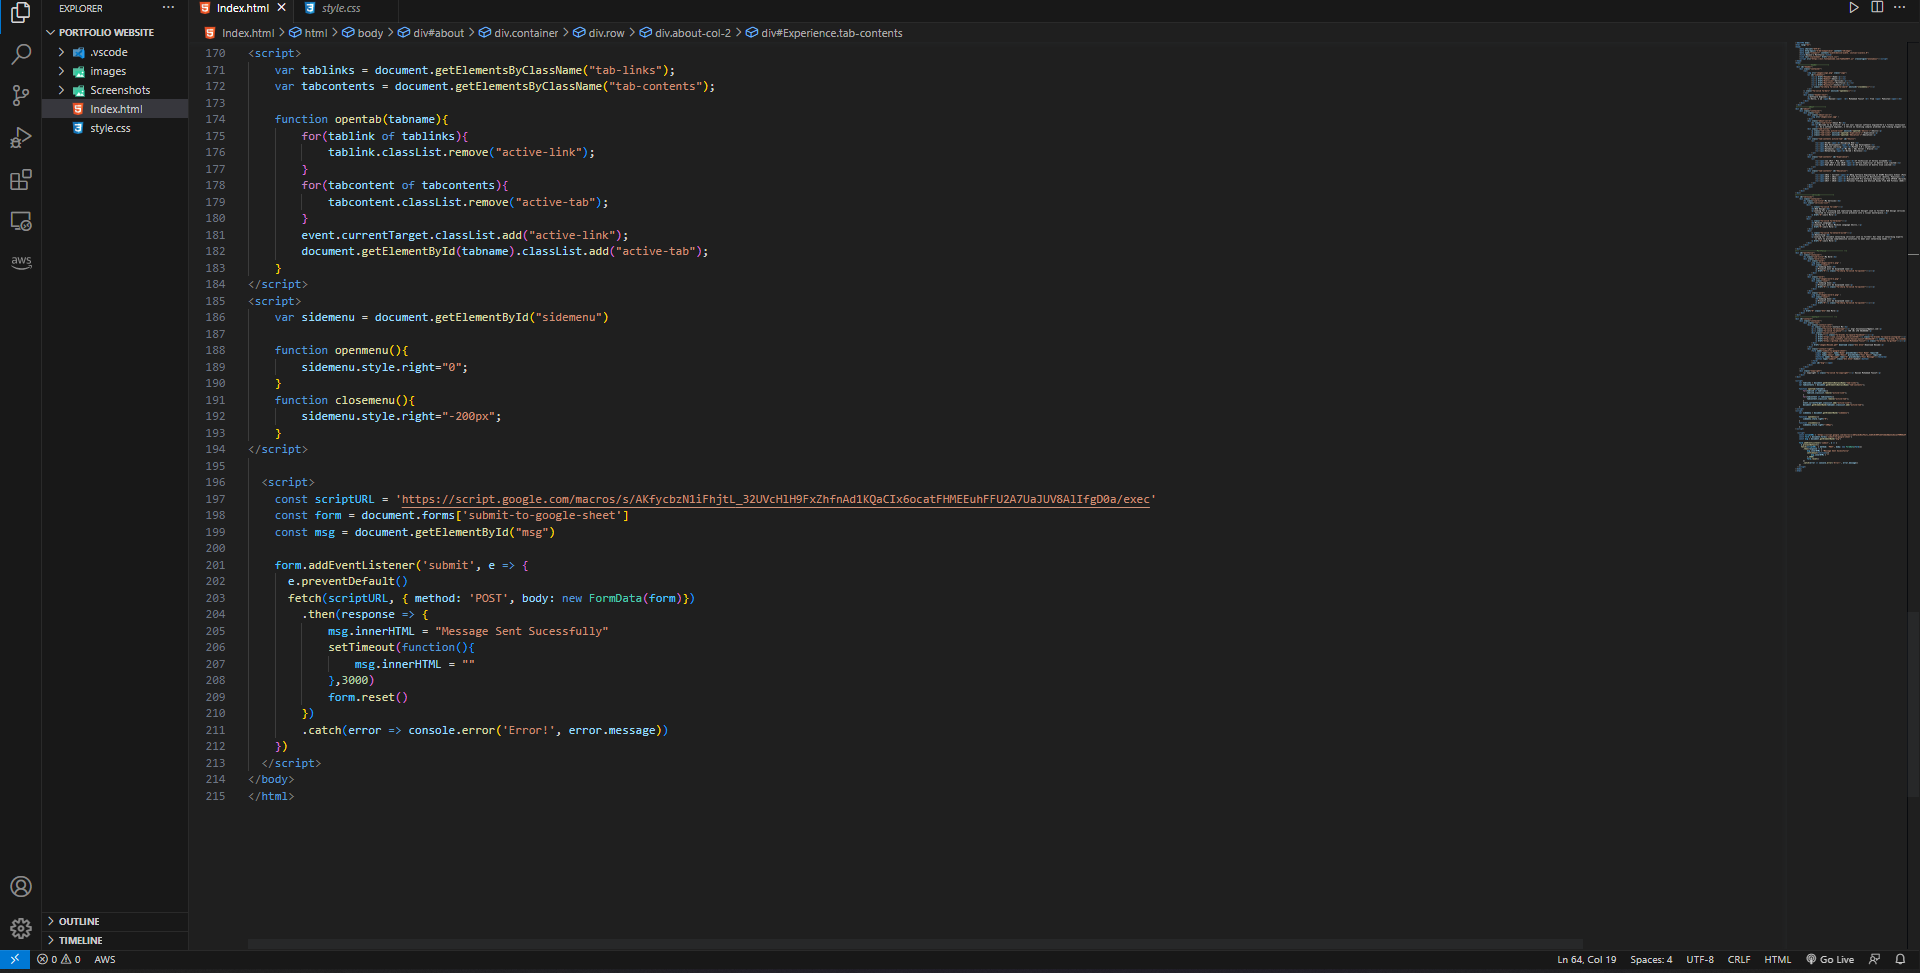 EXPLORER ···
Index.html
style.css
PORTFOLIO WEBSITE
.vscode
images
Screenshots
Index.html
style.css
Index.html > html > body > div#about > div.container > div.row > div.about-col-2 > div#Experience.tab-contents
170 <script>
171 var tablinks = document.getElementsByClassName("tab-links");
172 var tabcontents = document.getElementsByClassName("tab-contents");
173
174 function opentab(tabname){
175 for(tablink of tablinks){
176 tablink.classList.remove("active-link");
177 }
178 for(tabcontent of tabcontents){
179 tabcontent.classList.remove("active-tab");
180 }
181 event.currentTarget.classList.add("active-link");
182 document.getElementById(tabname).classList.add("active-tab");
183 }
184 </script>
185 <script>
186 var sidemenu = document.getElementById("sidemenu")
187
188 function openmenu(){
189 sidemenu.style.right="0";
190 }
191 function closemenu(){
192 sidemenu.style.right="-200px";
193 }
194 </script>
195
196 <script>
197 const scriptURL = 'https://script.google.com/macros/s/AKfycbzN1iFhjtL_32UVcHlH9FxZhfnAd1KQaCIx6ocatFHMEEuhFFU2A7UaJUV8AlIfgD0a/exec'
198 const form = document.forms['submit-to-google-sheet']
199 const msg = document.getElementById("msg")
200
201 form.addEventListener('submit', e => {
202 e.preventDefault()
203 fetch(scriptURL, { method: 'POST', body: new FormData(form)})
204 .then(response => {
205 msg.innerHTML = "Message Sent Sucessfully"
206 setTimeout(function(){
207 msg.innerHTML = ""
208 },3000)
209 form.reset()
210 })
211 .catch(error => console.error('Error!', error.message))
212 })
213 </script>
214 </body>
215 </html>
aws
OUTLINE
TIMELINE
0 0 AWS
Ln 64, Col 19 Spaces: 4 UTF-8 CRLF HTML Go Live